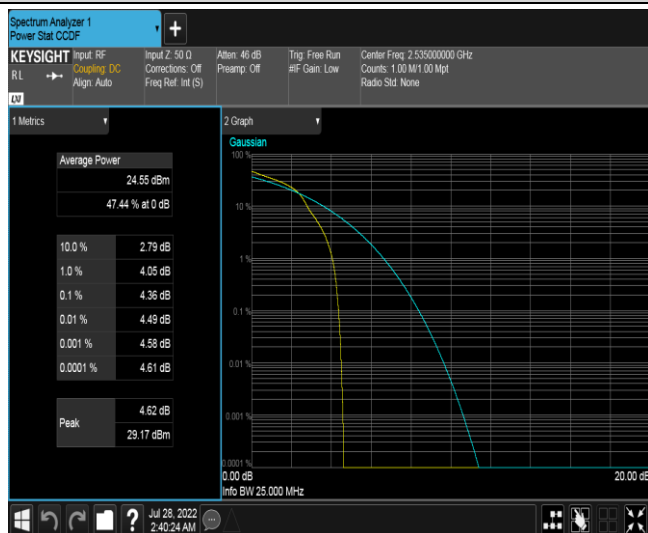 Spectrum Analyzer 1
Power Stat CCDF
KEYSIGHT
RL
LXI
Input: RF
Coupling: DC
Align: Auto
Input Z: 50 Ω
Corrections: Off
Freq Ref: Int (S)
Atten: 46 dB
Preamp: Off
Trig: Free Run
#IF Gain: Low
Center Freq: 2.535000000 GHz
Counts: 1.00 M/1.00 Mpt
Radio Std: None
1 Metrics
Average Power
24.55 dBm
47.44 % at 0 dB
10.0 % 2.79 dB
1.0 % 4.05 dB
0.1 % 4.36 dB
0.01 % 4.49 dB
0.001 % 4.58 dB
0.0001 % 4.61 dB
Peak
4.62 dB
29.17 dBm
2 Graph
Gaussian
100 %
10 %
1 %
0.1 %
0.01 %
0.001 %
0.0001 %
0.00 dB 20.00 dB
Info BW 25.000 MHz
?
Jul 28, 2022
2:40:24 AM